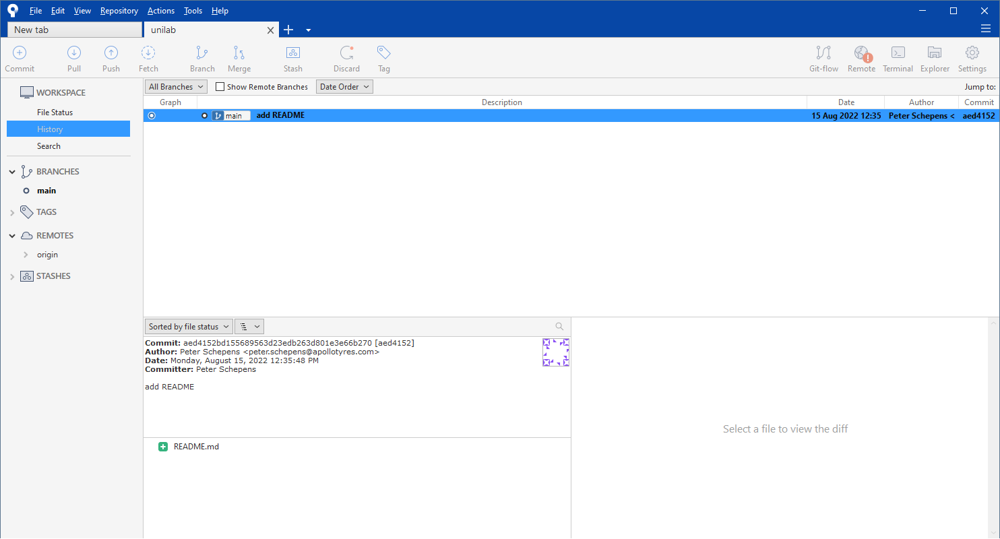 File Edit View Repository Actions Tools Help
New tab
unilab
Commit Pull Push Fetch Branch Merge Stash Discard Tag Git-flow Remote Terminal Explorer Settings
WORKSPACE
File Status
History
Search
BRANCHES
main
TAGS
REMOTES
origin
STASHES
All Branches Show Remote Branches Date Order Jump to:
Graph Description Date Author Commit
main add README 15 Aug 2022 12:35 Peter Schepens < aed4152
Sorted by file status
Commit: aed4152bd155689563d23edb263d801e3e66b270 [aed4152]
Author: Peter Schepens <peter.schepens@apollotyres.com>
Date: Monday, August 15, 2022 12:35:48 PM
Committer: Peter Schepens
add README
README.md
Select a file to view the diff